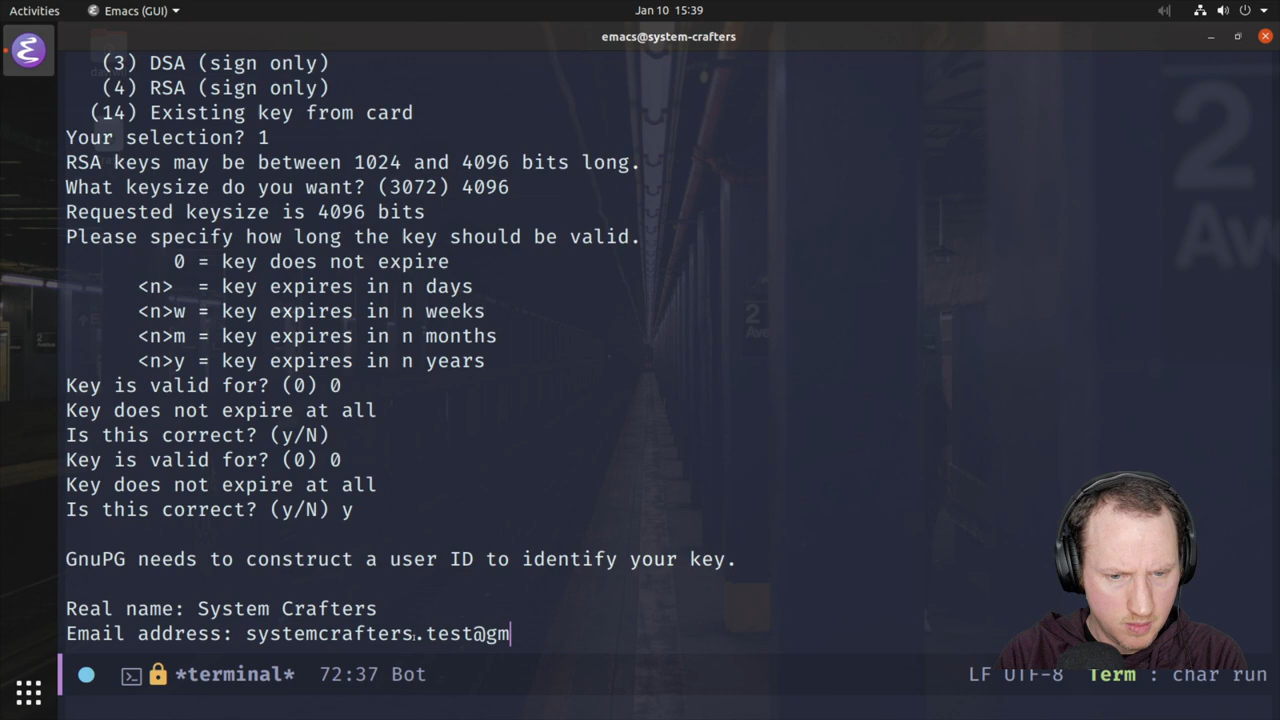 Activities
Emacs (GUI)
Jan 10 15:39
emacs@system-crafters
(3) DSA (sign only)
(4) RSA (sign only)
(14) Existing key from card
Your selection? 1
RSA keys may be between 1024 and 4096 bits long.
What keysize do you want? (3072) 4096
Requested keysize is 4096 bits
Please specify how long the key should be valid.
0 = key does not expire
<n>  = key expires in n days
<n>w = key expires in n weeks
<n>m = key expires in n months
<n>y = key expires in n years
Key is valid for? (0) 0
Key does not expire at all
Is this correct? (y/N)
Key is valid for? (0) 0
Key does not expire at all
Is this correct? (y/N) y
GnuPG needs to construct a user ID to identify your key.
Real name: System Crafters
Email address: systemcrafters.test@gm
*terminal* 72:37 Bot
LF UTF-8 Term : char run
2
Av
2
Ave